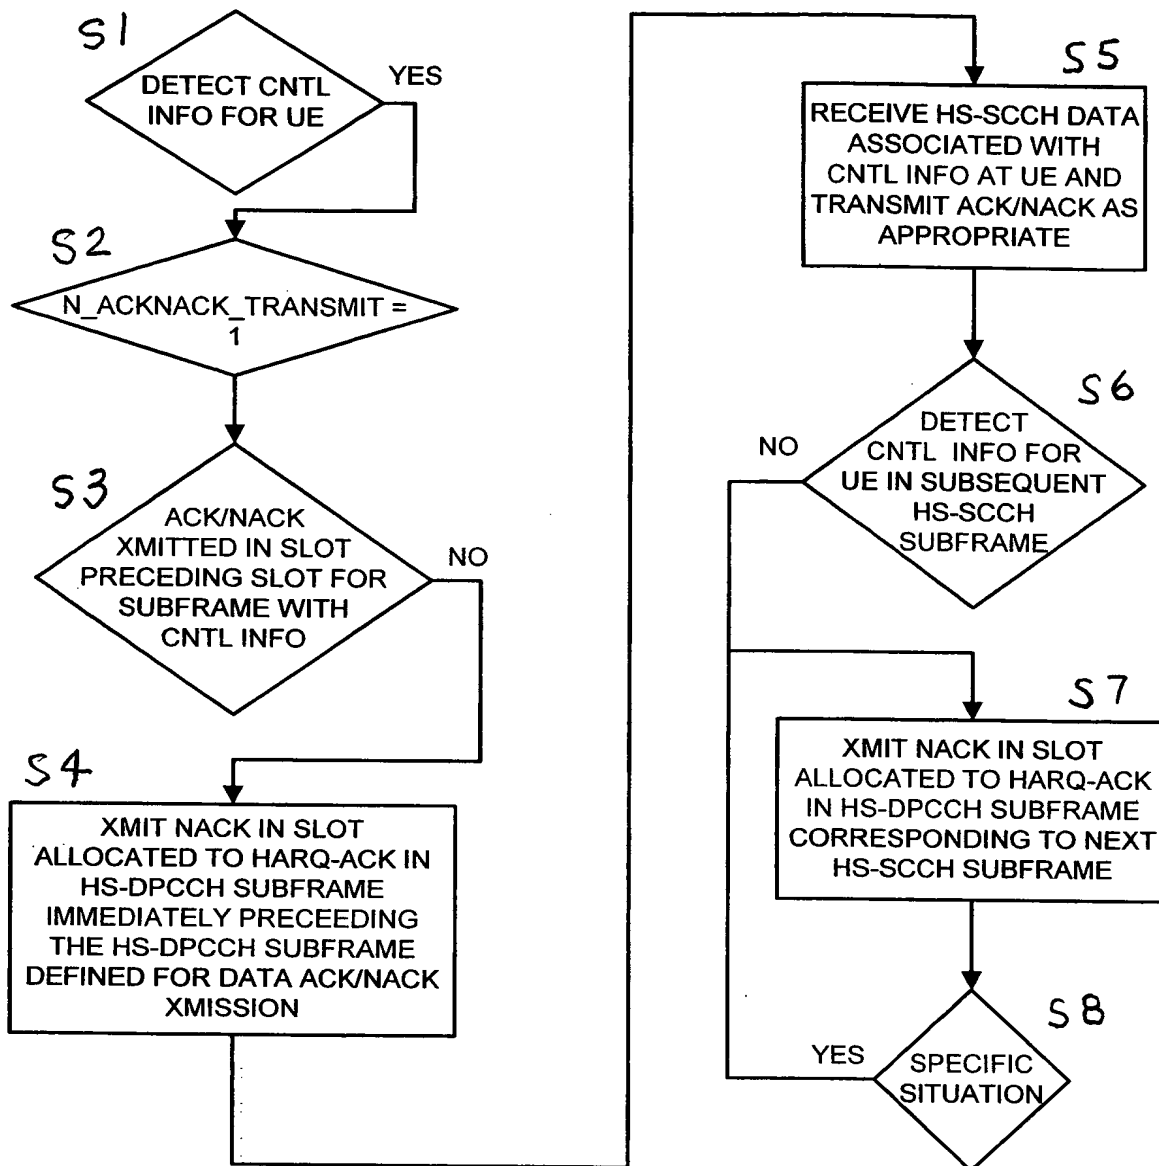 S1
DETECT CNTL
INFO FOR UE
YES
S2
N_ACKNACK_TRANSMIT =
1
S3
ACK/NACK
XMITTED IN SLOT
PRECEDING SLOT FOR
SUBFRAME WITH
CNTL INFO
NO
S4
XMIT NACK IN SLOT
ALLOCATED TO HARQ-ACK IN
HS-DPCCH SUBFRAME
IMMEDIATELY PRECEEDING
THE HS-DPCCH SUBFRAME
DEFINED FOR DATA ACK/NACK
XMISSION
S5
RECEIVE HS-SCCH DATA
ASSOCIATED WITH
CNTL INFO AT UE AND
TRANSMIT ACK/NACK AS
APPROPRIATE
S6
DETECT
CNTL INFO FOR
UE IN SUBSEQUENT
HS-SCCH
SUBFRAME
NO
S7
XMIT NACK IN SLOT
ALLOCATED TO HARQ-ACK
IN HS-DPCCH SUBFRAME
CORRESPONDING TO NEXT
HS-SCCH SUBFRAME
S8
SPECIFIC
SITUATION
YES